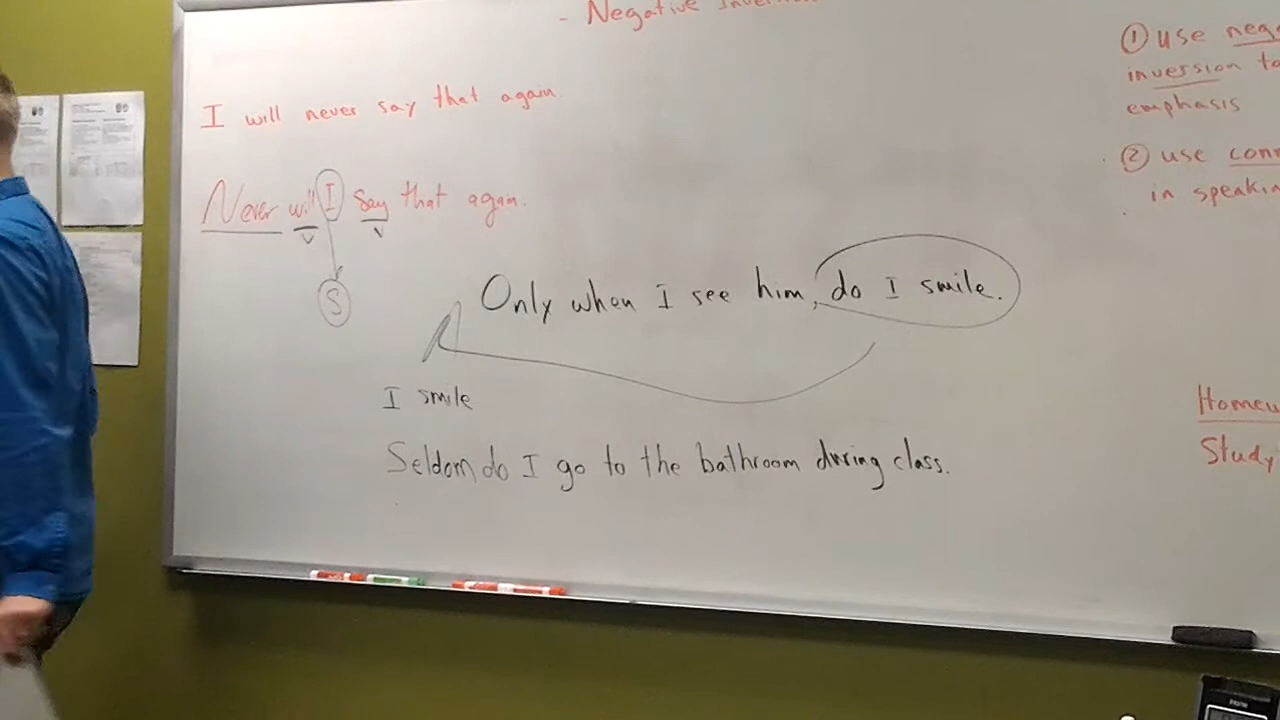 - Negative
I will never say that again.
Never will I say that again.
V V
S
Only when I see him, do I smile.
I smile
Seldom do I go to the bathroom during class.
① use
inversion
emphasis
② use
in
Study